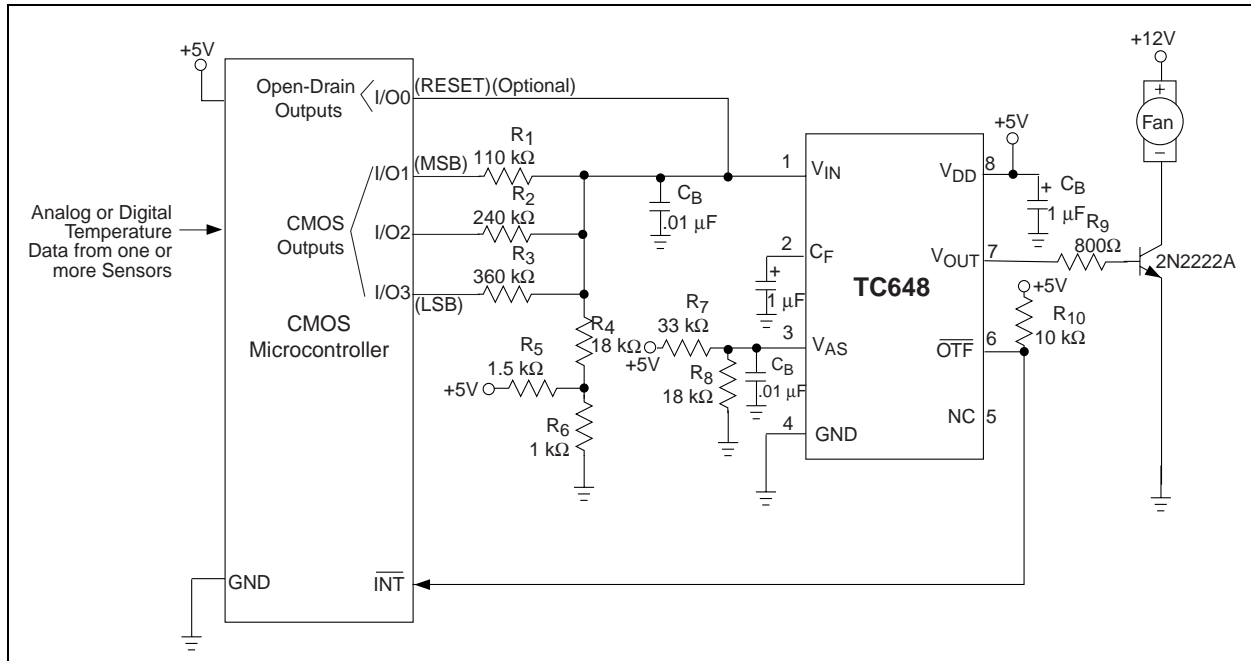 +5V
Open-Drain
Outputs
I/O0
(RESET)(Optional)
I/O1
(MSB)
R1
110 kΩ
R2
240 kΩ
I/O2
R3
360 kΩ
I/O3
(LSB)
CMOS
Outputs
CMOS
Microcontroller
Analog or Digital
Temperature
Data from one or
more Sensors
GND
INT
R4
18 kΩ
R5
1.5 kΩ
+5V
R6
1 kΩ
CB
.01 µF
1
VIN
2
CF
+
1 µF
R7
33 kΩ
+5V
R8
18 kΩ
3
VAS
CB
.01 µF
4
GND
TC648
VDD
8
+5V
+
CB
1 µF
VOUT
7
R9
800Ω
2N2222A
+5V
R10
10 kΩ
6
OTF
NC
5
+12V
+
Fan
−